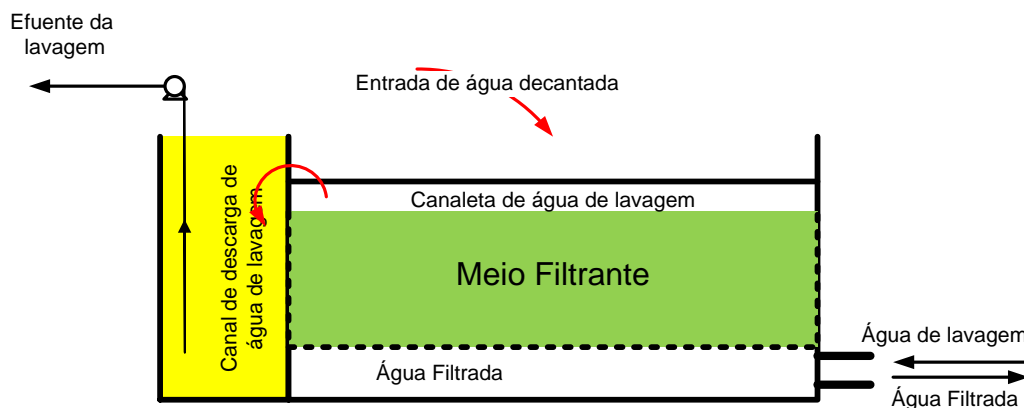 Efuente da
lavagem
Entrada de água decantada
Canal de descarga de
água de lavagem
Canaleta de água de lavagem
Meio Filtrante
Água de lavagem
Água Filtrada
Água Filtrada